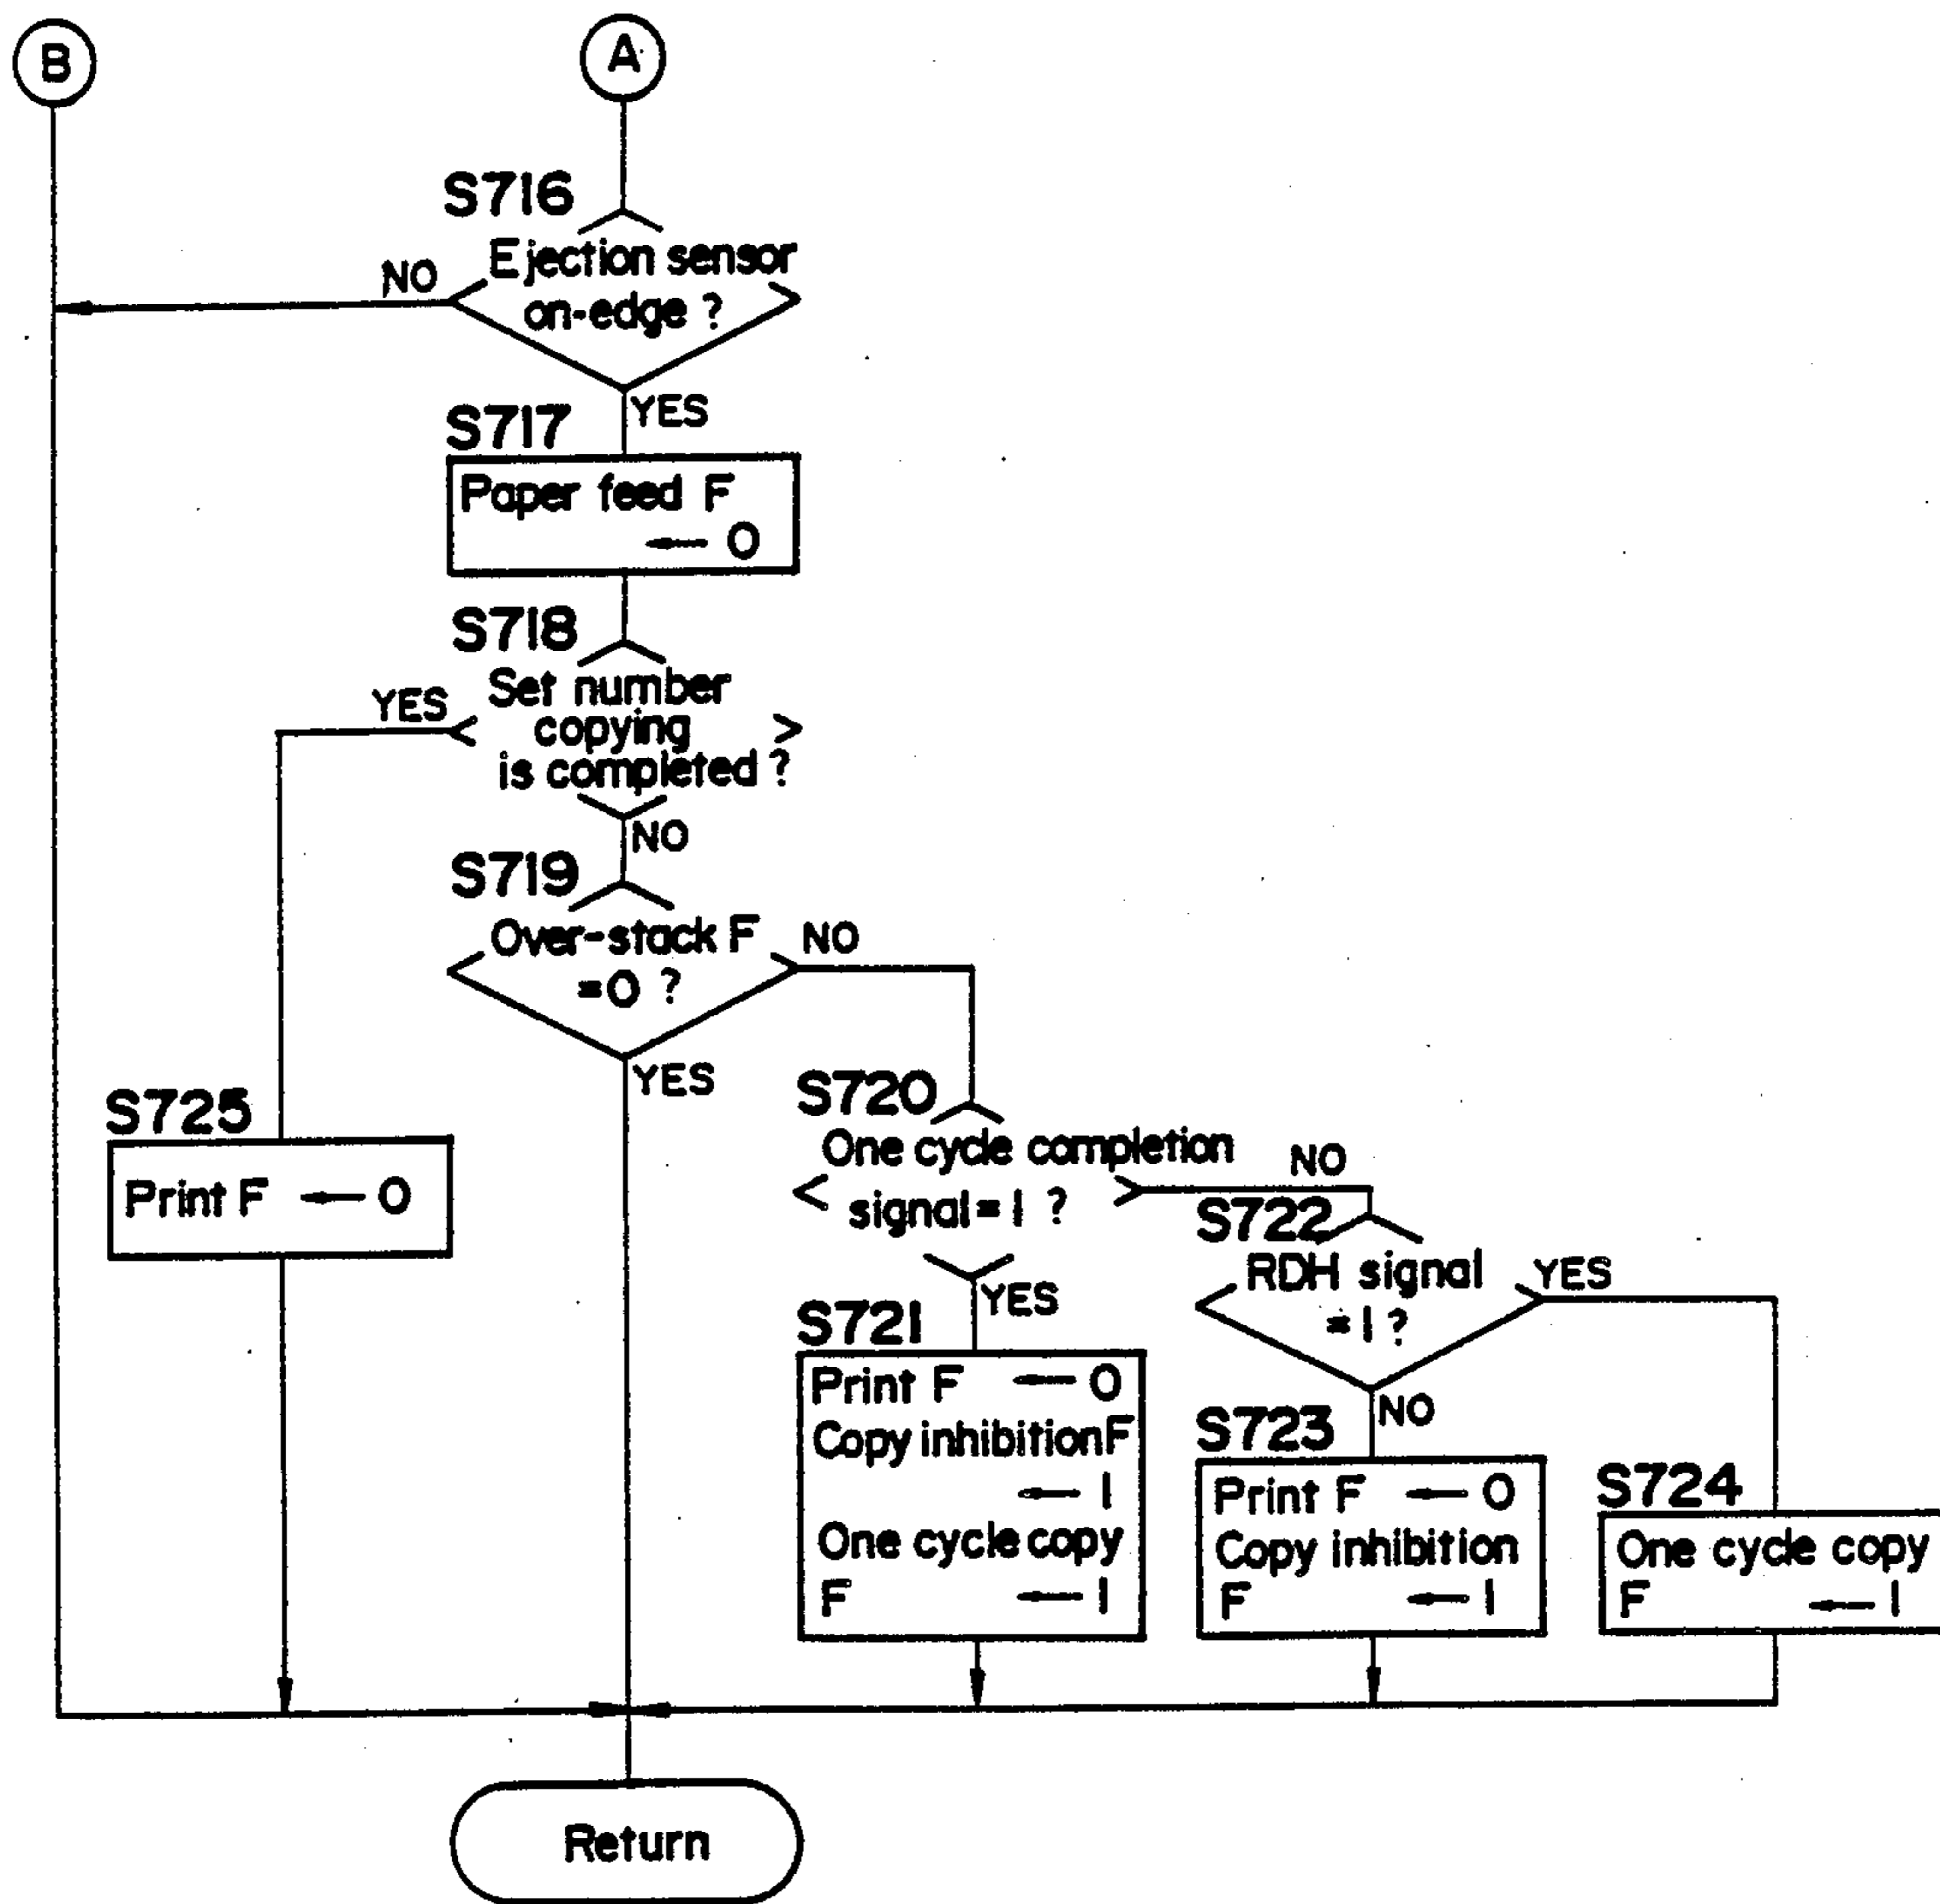 B
A
S716
Ejection sensor
on-edge ?
NO
YES
S717
Paper feed F
← 0
S718
Set number
copying
is completed ?
YES
NO
S719
Over-stack F
=0 ?
NO
YES
S725
Print F ← 0
S720
One cycle completion
signal=1 ?
NO
YES
S722
RDH signal
=1 ?
YES
NO
S721
Print F ← 0
Copy inhibition F
← 1
One cycle copy
F ← 1
S723
Print F ← 0
Copy inhibition
F ← 1
S724
One cycle copy
F ← 1
Return